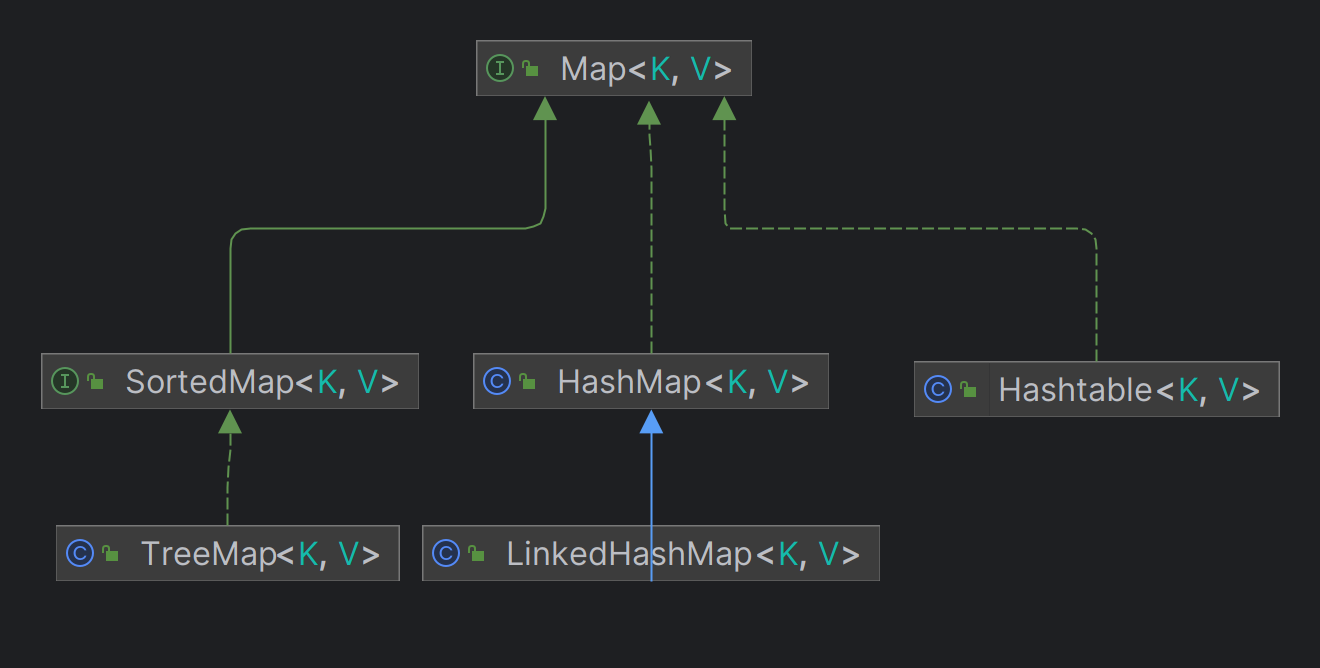 Map<K, V>
SortedMap<K, V>
HashMap<K, V>
Hashtable<K, V>
TreeMap<K, V>
LinkedHashMap<K, V>